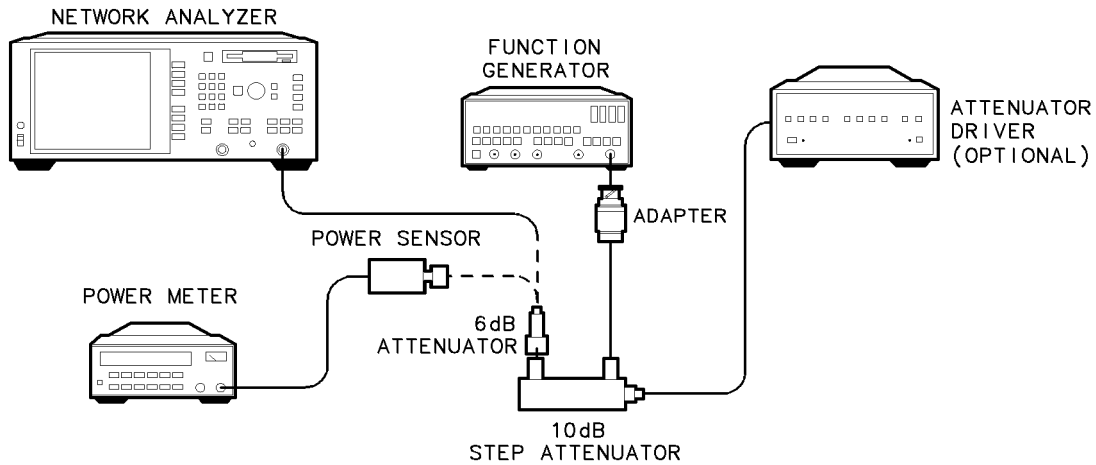 NETWORK ANALYZER
FUNCTION
GENERATOR
ATTENUATOR
DRIVER
(OPTIONAL)
ADAPTER
POWER SENSOR
POWER METER
6dB
ATTENUATOR
10dB
STEP ATTENUATOR